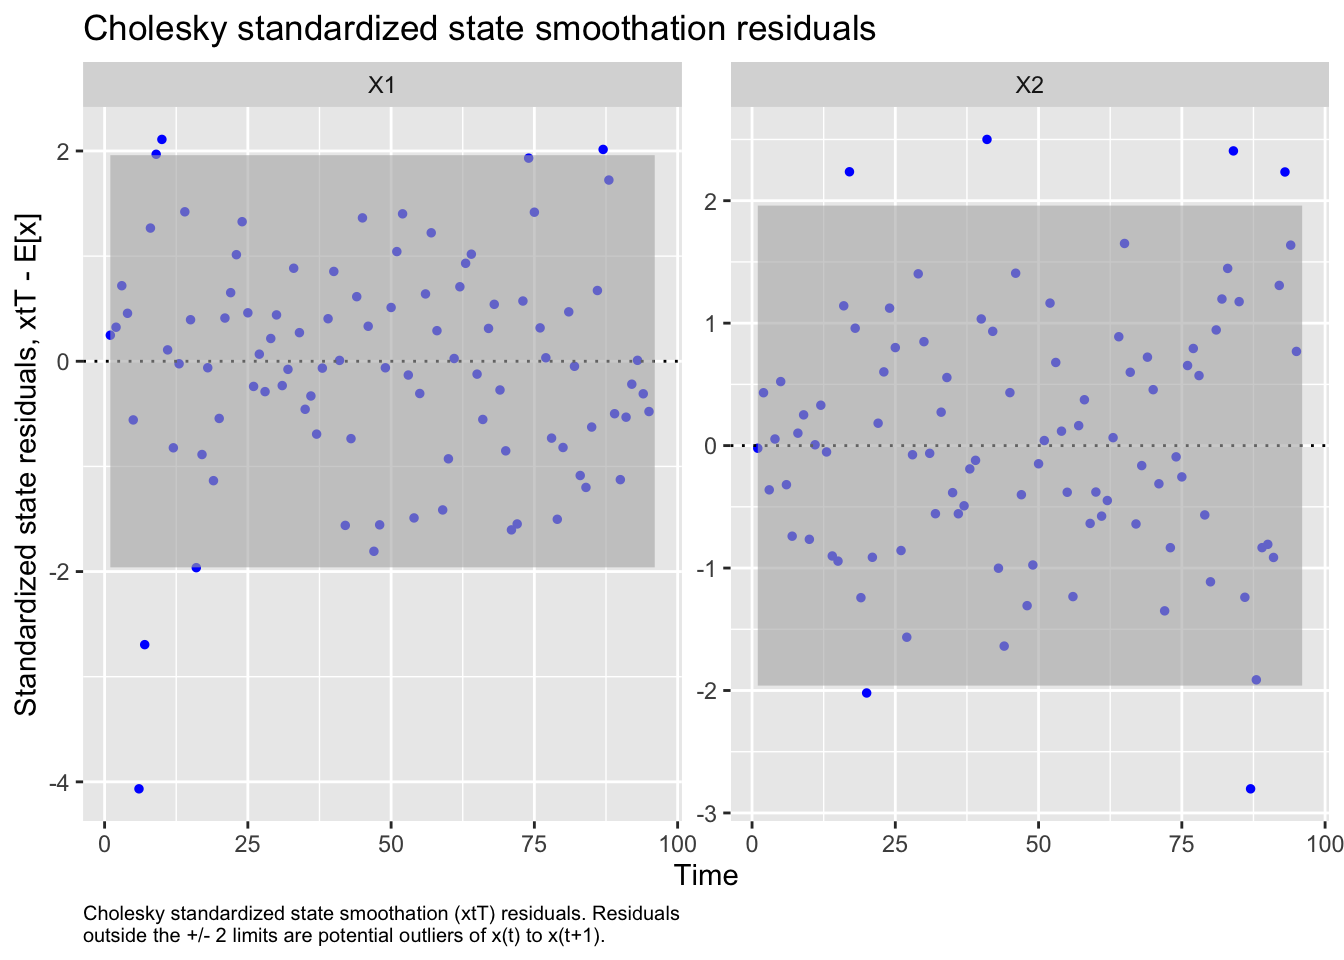 Cholesky standardized state smoothation residuals
X1
X2
Standardized state residuals, xtT - E[x]
2
0
-2
-4
2
1
0
-1
-2
-3
0 25 50 75 100
0 25 50 75 100
Time
Cholesky standardized state smoothation (xtT) residuals. Residuals
outside the +/- 2 limits are potential outliers of x(t) to x(t+1).